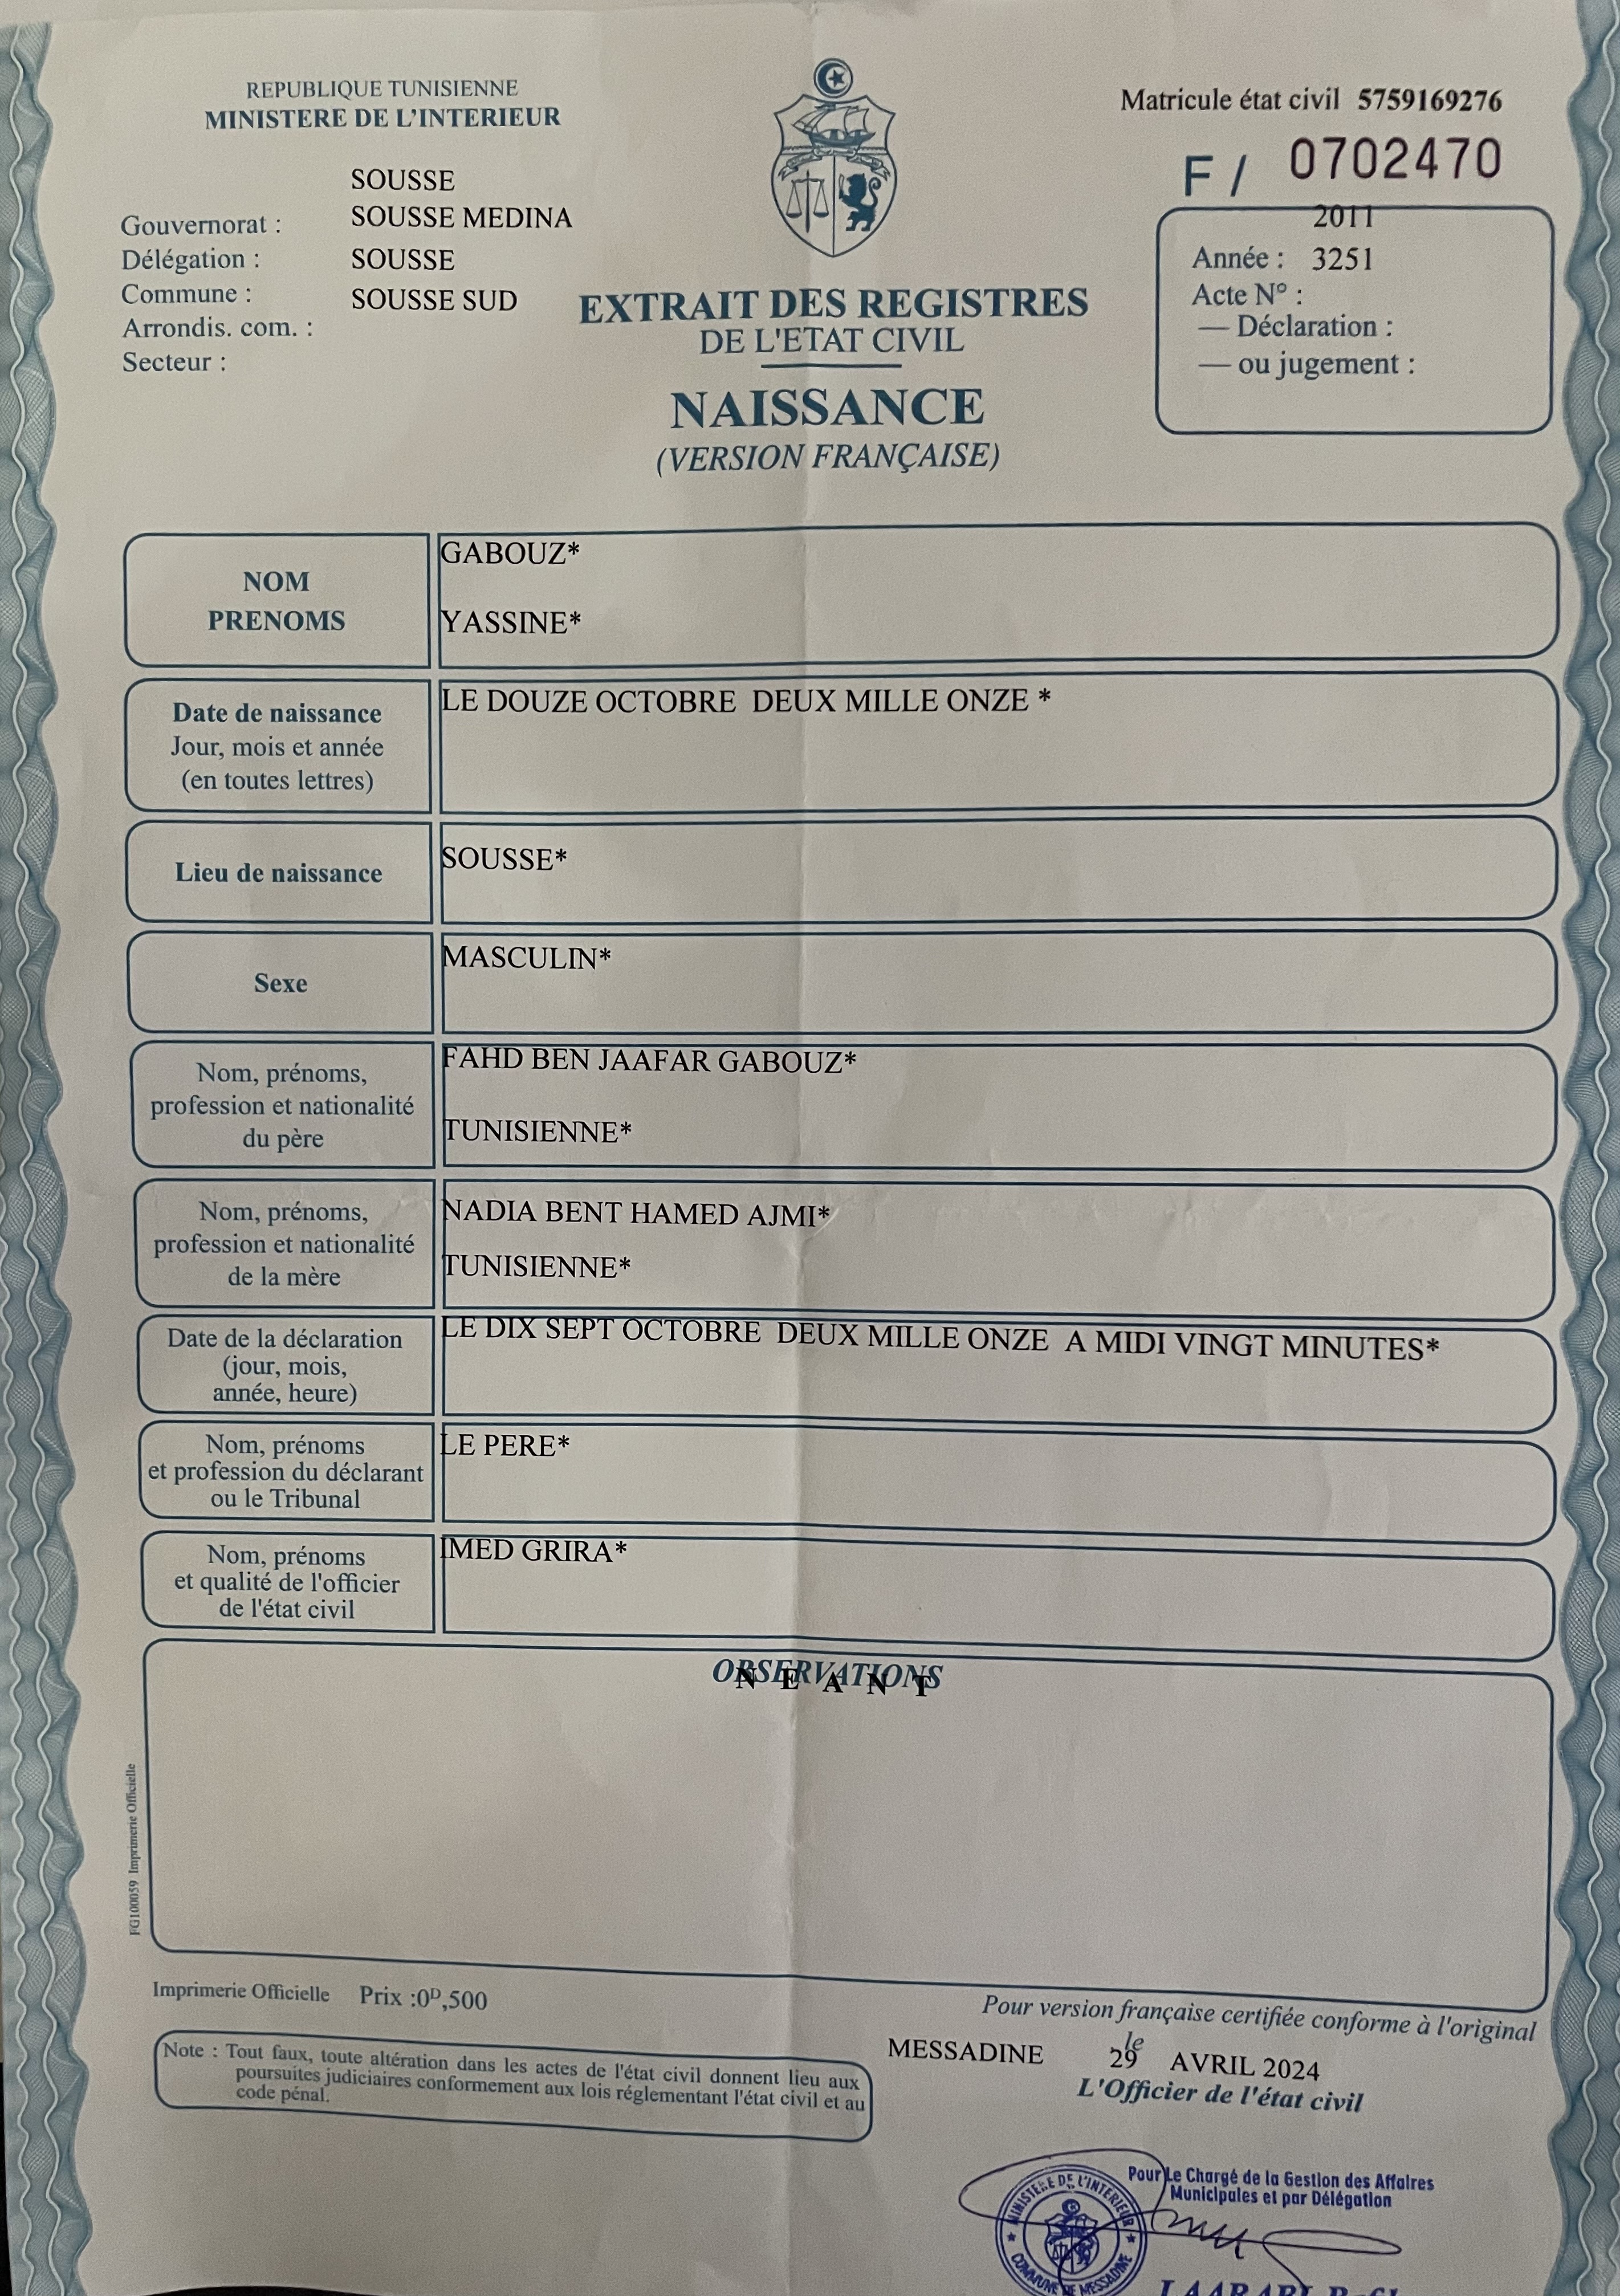 REPUBLIQUE TUNISIENNE
MINISTERE DE L'INTERIEUR
Matricule état civil 5759169276
F / 0702470
SOUSSE
Gouvernorat : SOUSSE MEDINA
Délégation : SOUSSE
Commune : SOUSSE SUD
Arrondis. com. :
Secteur :
2011
Année : 3251
Acte N° :
— Déclaration :
— ou jugement :
EXTRAIT DES REGISTRES
DE L'ETAT CIVIL
NAISSANCE
(VERSION FRANÇAISE)
NOM
PRENOMS
GABOUZ*
YASSINE*
Date de naissance
Jour, mois et année
(en toutes lettres)
LE DOUZE OCTOBRE DEUX MILLE ONZE *
Lieu de naissance
SOUSSE*
Sexe
MASCULIN*
Nom, prénoms,
profession et nationalité
du père
FAHD BEN JAAFAR GABOUZ*
TUNISIENNE*
Nom, prénoms,
profession et nationalité
de la mère
NADIA BENT HAMED AJMI*
TUNISIENNE*
Date de la déclaration
(jour, mois,
année, heure)
LE DIX SEPT OCTOBRE DEUX MILLE ONZE A MIDI VINGT MINUTES*
Nom, prénoms
et profession du déclarant
ou le Tribunal
LE PERE*
Nom, prénoms
et qualité de l'officier
de l'état civil
IMED GRIRA*
OBSERVATIONS
N E A N T
FG100059 Imprimerie Officielle
Imprimerie Officielle Prix :0ᴰ,500
Note : Tout faux, toute altération dans les actes de l'état civil donnent lieu aux
poursuites judiciaires conformement aux lois réglementant l'état civil et au
code pénal.
Pour version française certifiée conforme à l'original
MESSADINE le 29 AVRIL 2024
L'Officier de l'état civil
Pour Le Chargé de la Gestion des Affaires
Municipales et par Délégation
MINISTERE DE L'INTERIEUR
COMMUNE DE MESSADINE